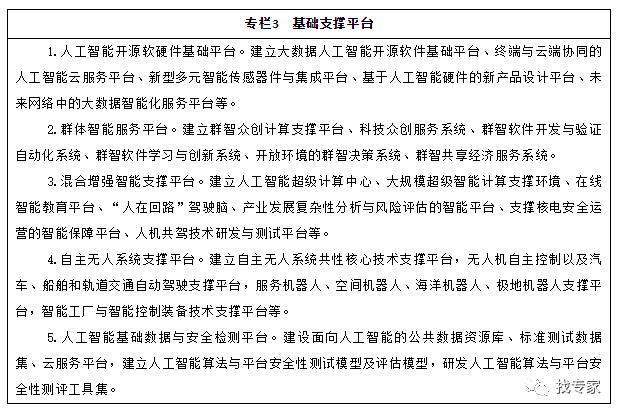 专栏3 基础支撑平台
1.人工智能开源软硬件基础平台。建立大数据人工智能开源软件基础平台、终端与云端协同的
人工智能云服务平台、新型多元智能传感器件与集成平台、基于人工智能硬件的新产品设计平台、未
来网络中的大数据智能化服务平台等。
2.群体智能服务平台。建立群智众创计算支撑平台、科技众创服务系统、群智软件开发与验证
自动化系统、群智软件学习与创新系统、开放环境的群智决策系统、群智共享经济服务系统。
3.混合增强智能支撑平台。建立人工智能超级计算中心、大规模超级智能计算支撑环境、在线
智能教育平台、“人在回路”驾驶脑、产业发展复杂性分析与风险评估的智能平台、支撑核电安全运
营的智能保障平台、人机共驾技术研发与测试平台等。
4.自主无人系统支撑平台。建立自主无人系统共性核心技术支撑平台，无人机自主控制以及汽
车、船舶和轨道交通自动驾驶支撑平台，服务机器人、空间机器人、海洋机器人、极地机器人支撑平
台，智能工厂与智能控制装备技术支撑平台等。
5.人工智能基础数据与安全检测平台。建设面向人工智能的公共数据资源库、标准测试数据
集、云服务平台，建立人工智能算法与平台安全性测试模型及评估模型，研发人工智能算法与平台安
全性测评工具集。
找专家